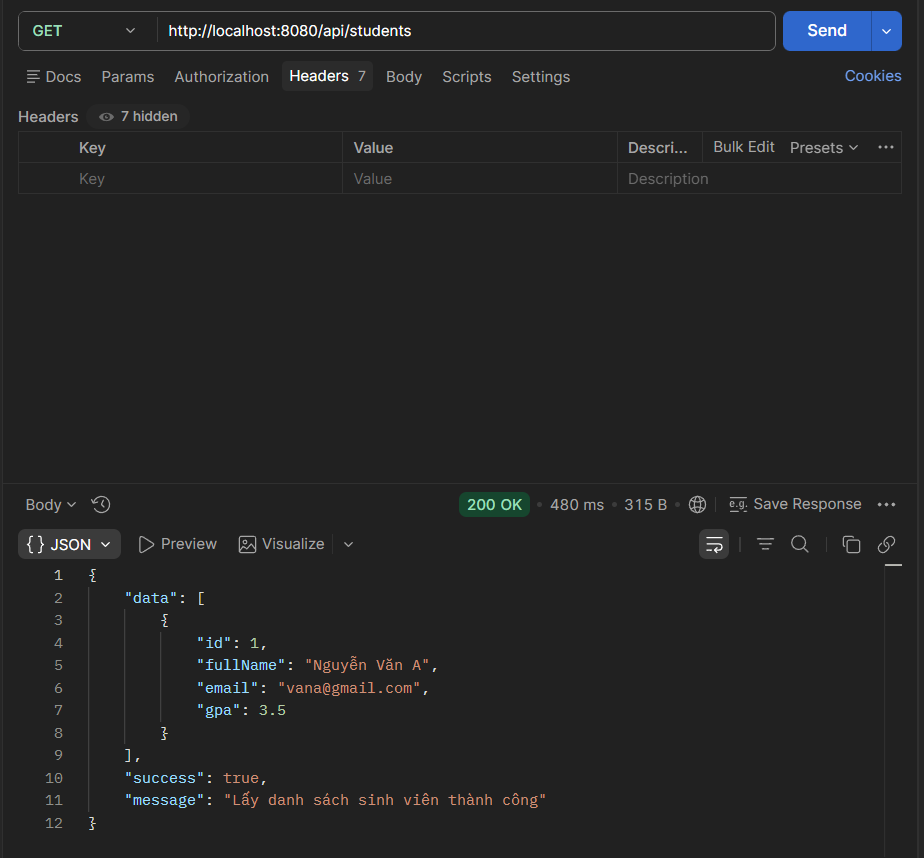 GET http://localhost:8080/api/students Send
Docs Params Authorization Headers 7 Body Scripts Settings Cookies
Headers 7 hidden
Key Value Descri... Bulk Edit Presets
Key Value Description
Body 200 OK 480 ms 315 B e.g. Save Response
{} JSON Preview Visualize
1 {
2 "data": [
3 {
4 "id": 1,
5 "fullName": "Nguyễn Văn A",
6 "email": "vana@gmail.com",
7 "gpa": 3.5
8 }
9 ],
10 "success": true,
11 "message": "Lấy danh sách sinh viên thành công"
12 }